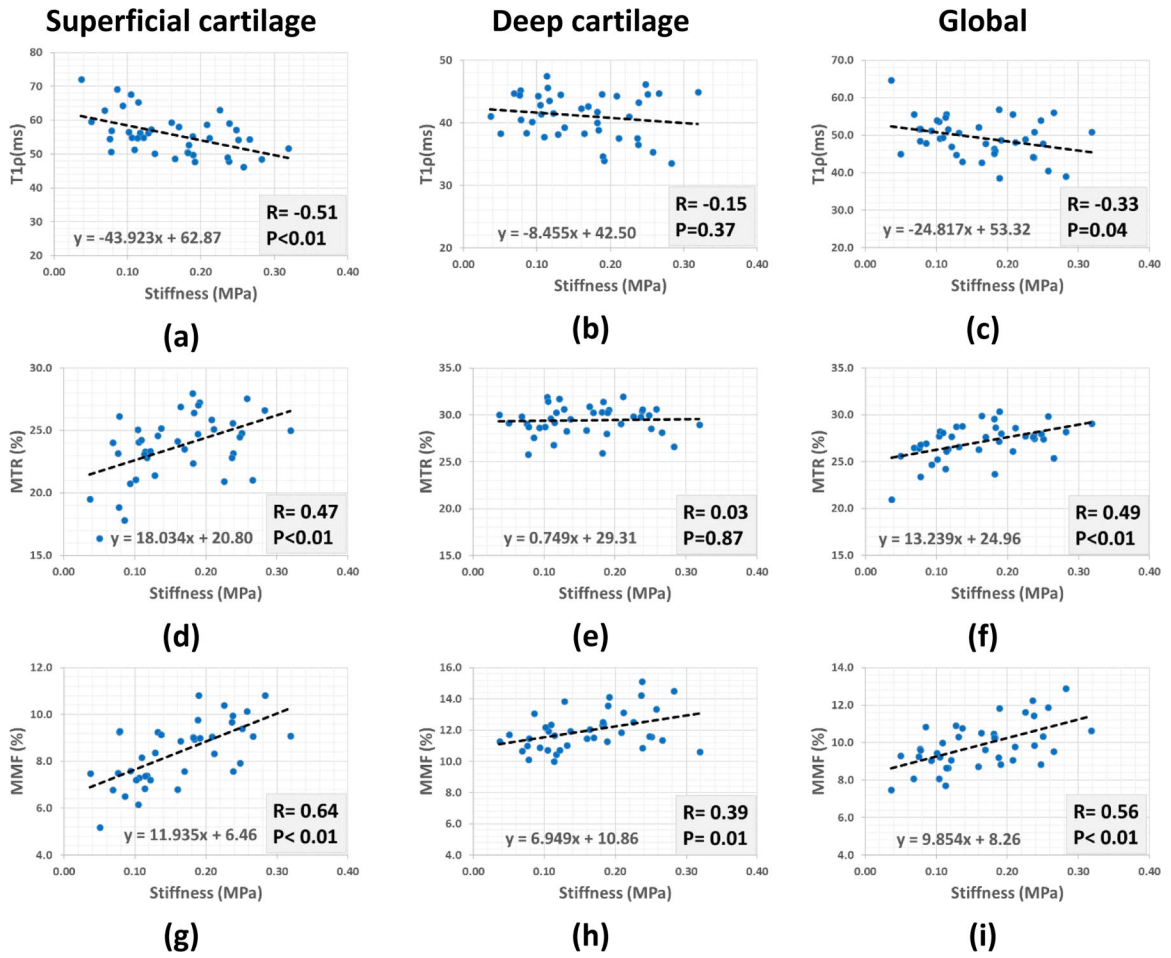 Superficial cartilage
Deep cartilage
Global
80
70
60
50
40
30
20
T1ρ(ms)
0.00 0.10 0.20 0.30 0.40
Stiffness (MPa)
y = -43.923x + 62.87
R= -0.51
P<0.01
(a)
60
50
40
30
20
T1ρ(ms)
0.00 0.10 0.20 0.30 0.40
Stiffness (MPa)
y = -8.455x + 42.50
R= -0.15
P=0.37
(b)
70.0
60.0
50.0
40.0
30.0
20.0
T1ρ(ms)
0.00 0.10 0.20 0.30 0.40
Stiffness (MPa)
y = -24.817x + 53.32
R= -0.33
P=0.04
(c)
30.0
25.0
20.0
15.0
MTR (%)
0.00 0.10 0.20 0.30 0.40
Stiffness (MPa)
y = 18.034x + 20.80
R= 0.47
P<0.01
(d)
35.0
30.0
25.0
20.0
15.0
MTR (%)
0.00 0.10 0.20 0.30 0.40
Stiffness (MPa)
y = 0.749x + 29.31
R= 0.03
P=0.87
(e)
35.0
30.0
25.0
20.0
15.0
MTR (%)
0.00 0.10 0.20 0.30 0.40
Stiffness (MPa)
y = 13.239x + 24.96
R= 0.49
P<0.01
(f)
12.0
10.0
8.0
6.0
4.0
MMF (%)
0.00 0.10 0.20 0.30 0.40
Stiffness (MPa)
y = 11.935x + 6.46
R= 0.64
P< 0.01
(g)
16.0
14.0
12.0
10.0
8.0
6.0
4.0
MMF (%)
0.00 0.10 0.20 0.30 0.40
Stiffness (MPa)
y = 6.949x + 10.86
R= 0.39
P= 0.01
(h)
14.0
12.0
10.0
8.0
6.0
4.0
MMF (%)
0.00 0.10 0.20 0.30 0.40
Stiffness (MPa)
y = 9.854x + 8.26
R= 0.56
P< 0.01
(i)